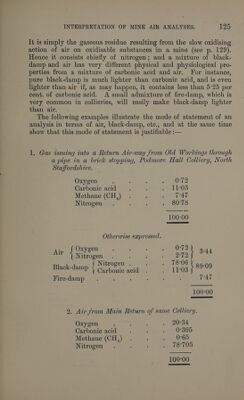 INTERPRETATION OF MINE AIR ANALYSES. 125
It is simply the gaseous residue resulting from the slow oxidising
action of air on oxidisable substances in a mine (see p. 129).
Hence it consists chiefly of nitrogen; and a mixture of black-
damp and air has very different physical and physiological pro-
perties from a mixture of carbonic acid and air. For instance,
pure black-damp is much lighter than carbonic acid, and is even
lighter than air if, as may happen, it contains less than 5·25 per
cent. of carbonic acid. A small admixture of fire-damp, which is
very common in collieries, will easily make black-damp lighter
than air.
The following examples illustrate the mode of statement of an
analysis in terms of air, black-damp, etc., and at the same time
show that this mode of statement is justifiable:—
1. Gas issuing into a Return Air-way from Old Workings through
a pipe in a brick stopping, Podmore Hall Colliery, North
Staffordshire.
Oxygen . . . . 0·72
Carbonic acid . . . 11·03
Methane (CH4) . . . 7·47
Nitrogen . . . . 80·78
100·00
Otherwise expressed.
Air { Oxygen . . . . 0·72 } 3·44
{ Nitrogen . . . . 2·72 }
Black-damp { Nitrogen . . . 78·06 } 89·09
{ Carbonic acid . . 11·03 }
Fire-damp . . . . . 7·47
100·00
2. Air from Main Return of same Colliery.
Oxygen . . . . 20·34
Carbonic acid . . . 0·305
Methane (CH4) . . . 0·65
Nitrogen . . . . 78·705
100·00